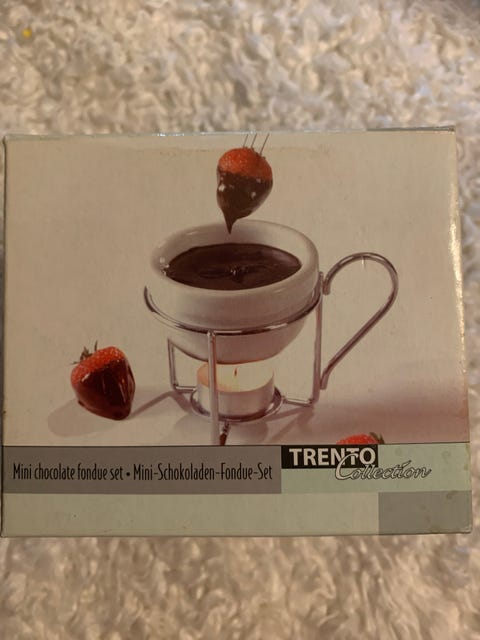 Mini chocolate fondue set • Mini-Schokoladen-Fondue-Set
TRENTO
Collection